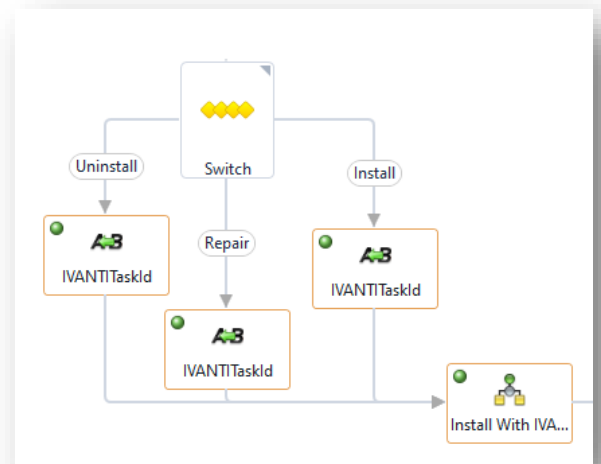 Switch
Uninstall
Install
Repair
A B
IVANTITaskId
A B
IVANTITaskId
A B
IVANTITaskId
Install With IVA...